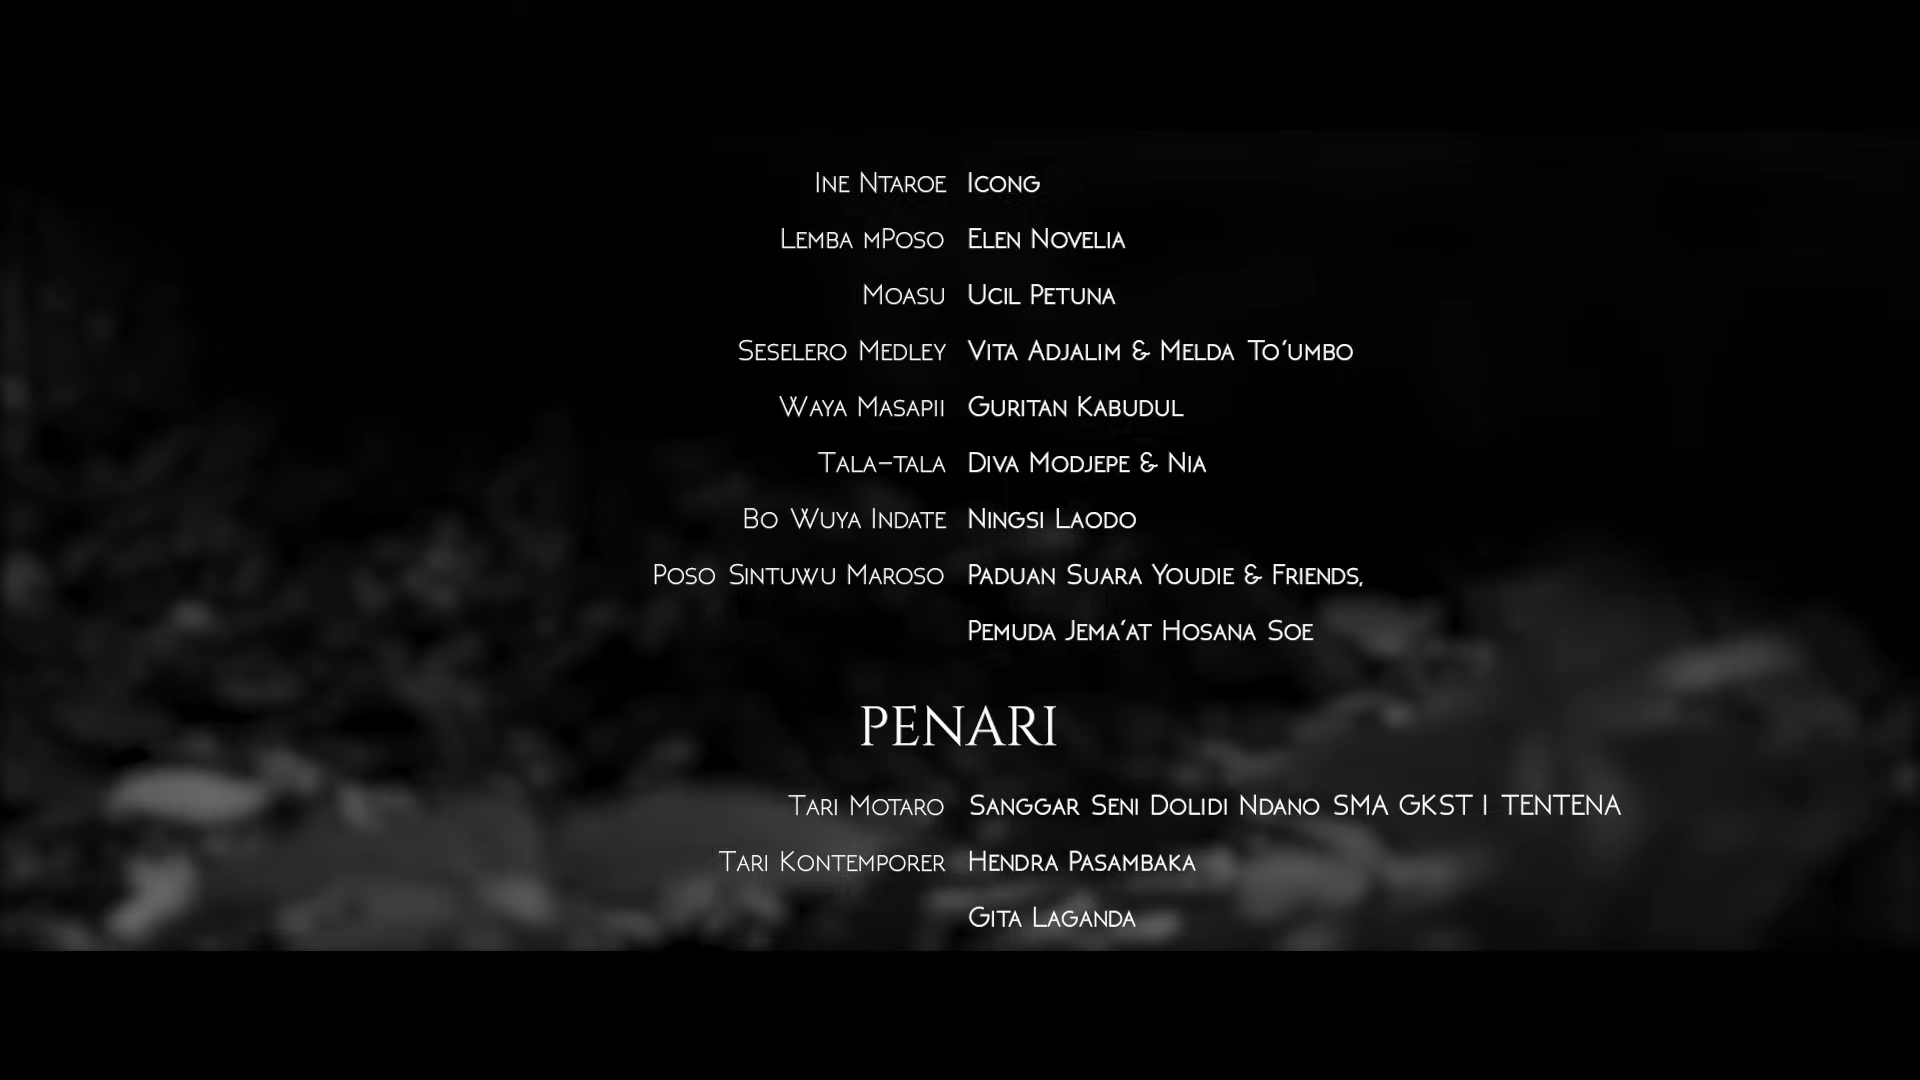 Ine Ntaroe Icong
Lemba mPoso Elen Novelia
Moasu Ucil Petuna
Seselero Medley Vita Adjalim & Melda To'umbo
Waya Masapii Guritan Kabudul
Tala-tala Diva Modjepe & Nia
Bo Wuya Indate Ningsi Laodo
Poso Sintuwu Maroso Paduan Suara Youdie & Friends,
Pemuda Jema'at Hosana Soe
PENARI
Tari Motaro Sanggar Seni Dolidi Ndano SMA GKST 1 TENTENA
Tari Kontemporer Hendra Pasambaka
Gita Laganda